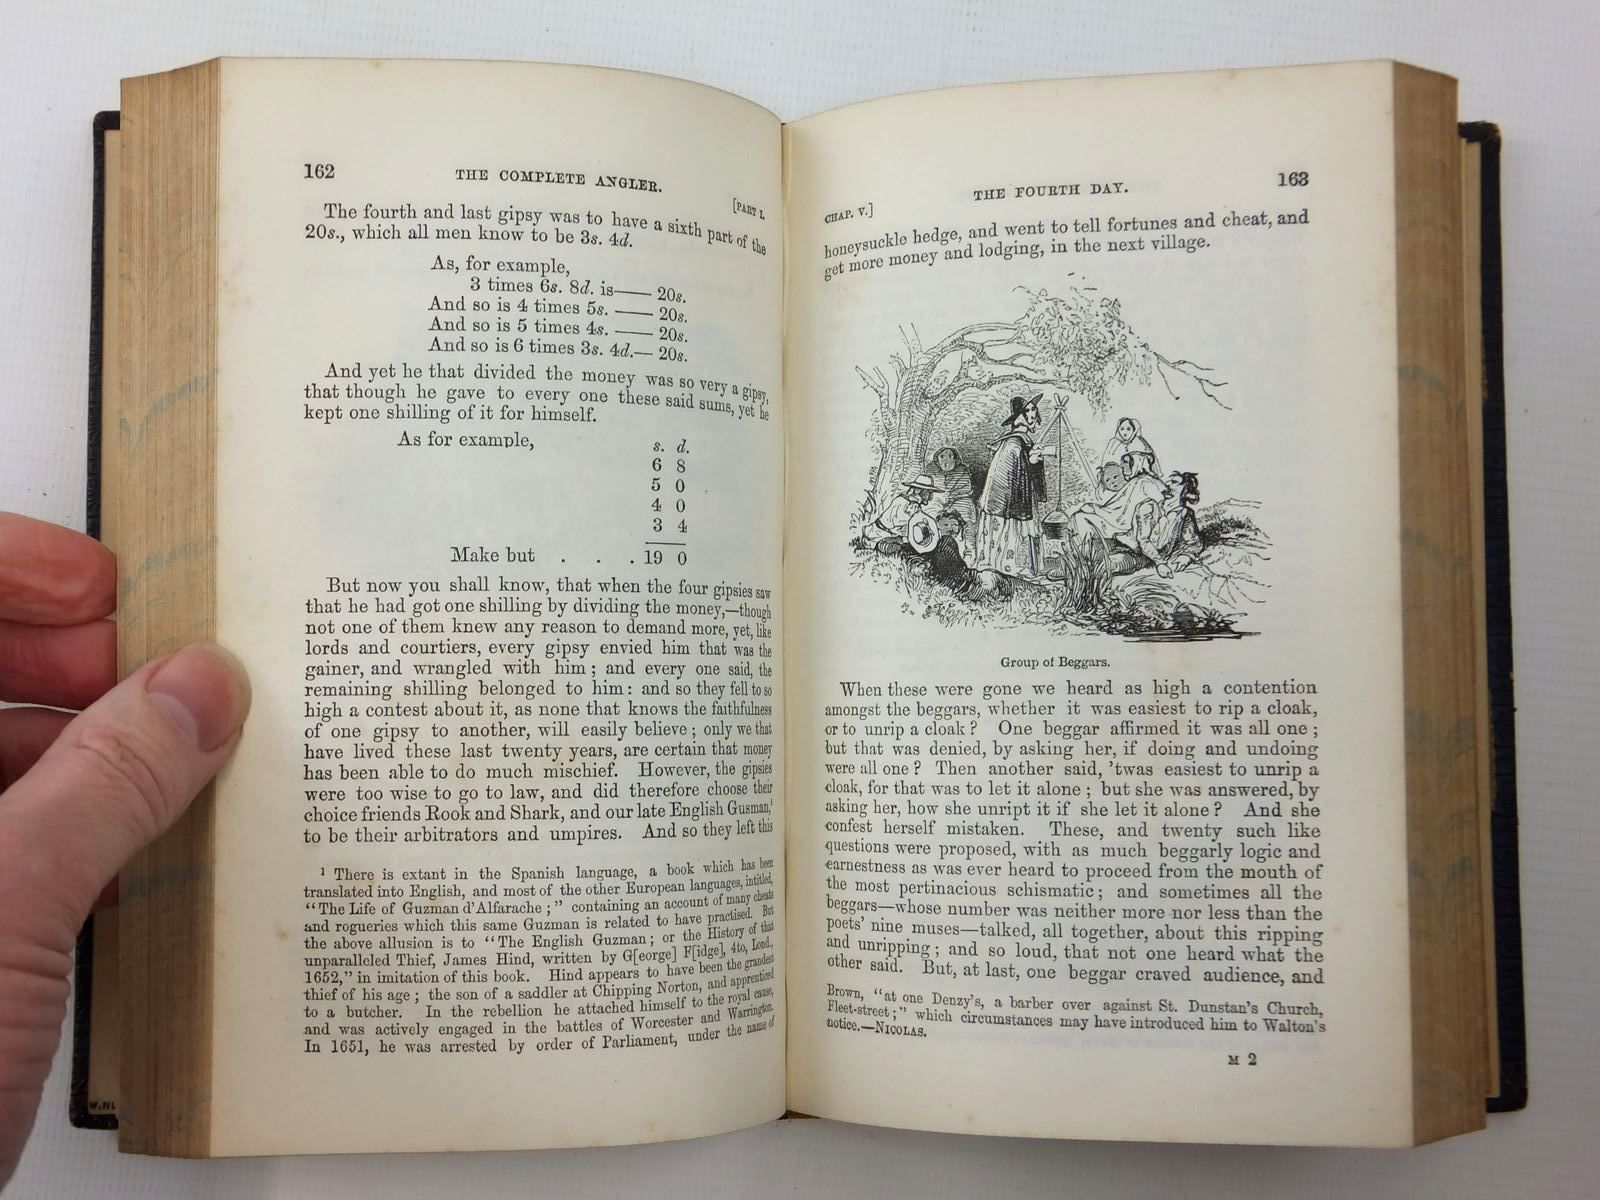 162
THE COMPLETE ANGLER.
[PART I.
The fourth and last gipsy was to have a sixth part of the
20s., which all men know to be 3s. 4d.
As, for example,
3 times 6s. 8d. is—— 20s.
And so is 4 times 5s. —— 20s.
And so is 5 times 4s. —— 20s.
And so is 6 times 3s. 4d.— 20s.
And yet he that divided the money was so very a gipsy,
that though he gave to every one these said sums, yet he
kept one shilling of it for himself.
As for example, s. d.
6 8
5 0
4 0
3 4
Make but . . . 19 0
But now you shall know, that when the four gipsies saw
that he had got one shilling by dividing the money,—though
not one of them knew any reason to demand more, yet, like
lords and courtiers, every gipsy envied him that was the
gainer, and wrangled with him; and every one said, the
remaining shilling belonged to him: and so they fell to so
high a contest about it, as none that knows the faithfulness
of one gipsy to another, will easily believe; only we that
have lived these last twenty years, are certain that money
has been able to do much mischief. However, the gipsies
were too wise to go to law, and did therefore choose their
choice friends Rook and Shark, and our late English Gusman,¹
to be their arbitrators and umpires. And so they left this
¹ There is extant in the Spanish language, a book which has been
translated into English, and most of the other European languages, intitled,
"The Life of Guzman d'Alfarache;" containing an account of many cheats
and rogueries which this same Guzman is related to have practised. But
the above allusion is to "The English Guzman; or the History of that
unparalleled Thief, James Hind, written by G[eorge] F[idge], 4to, Lond.,
1652," in imitation of this book. Hind appears to have been the grandest
thief of his age; the son of a saddler at Chipping Norton, and apprenticed
to a butcher. In the rebellion he attached himself to the royal cause,
and was actively engaged in the battles of Worcester and Warrington.
In 1651, he was arrested by order of Parliament, under the name of
CHAP. V.]
THE FOURTH DAY.
163
honeysuckle hedge, and went to tell fortunes and cheat, and
get more money and lodging, in the next village.
Group of Beggars.
When these were gone we heard as high a contention
amongst the beggars, whether it was easiest to rip a cloak,
or to unrip a cloak? One beggar affirmed it was all one;
but that was denied, by asking her, if doing and undoing
were all one? Then another said, 'twas easiest to unrip a
cloak, for that was to let it alone; but she was answered, by
asking her, how she unript it if she let it alone? And she
confest herself mistaken. These, and twenty such like
questions were proposed, with as much beggarly logic and
earnestness as was ever heard to proceed from the mouth of
the most pertinacious schismatic; and sometimes all the
beggars—whose number was neither more nor less than the
poets' nine muses—talked, all together, about this ripping
and unripping; and so loud, that not one heard what the
other said. But, at last, one beggar craved audience, and
Brown, "at one Denzy's, a barber over against St. Dunstan's Church,
Fleet-street;" which circumstances may have introduced him to Walton's
notice.—NICOLAS.
M 2